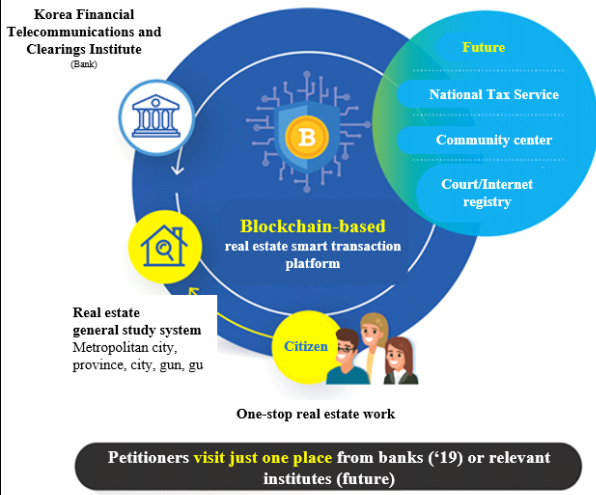 Korea Financial
Telecommunications and
Clearings Institute
(Bank)
Future
National Tax Service
Community center
Court/Internet
registry
B
Blockchain-based
real estate smart transaction
platform
Real estate
general study system
Metropolitan city,
province, city, gun, gu
Citizen
One-stop real estate work
Petitioners visit just one place from banks (‘19) or relevant
institutes (future)